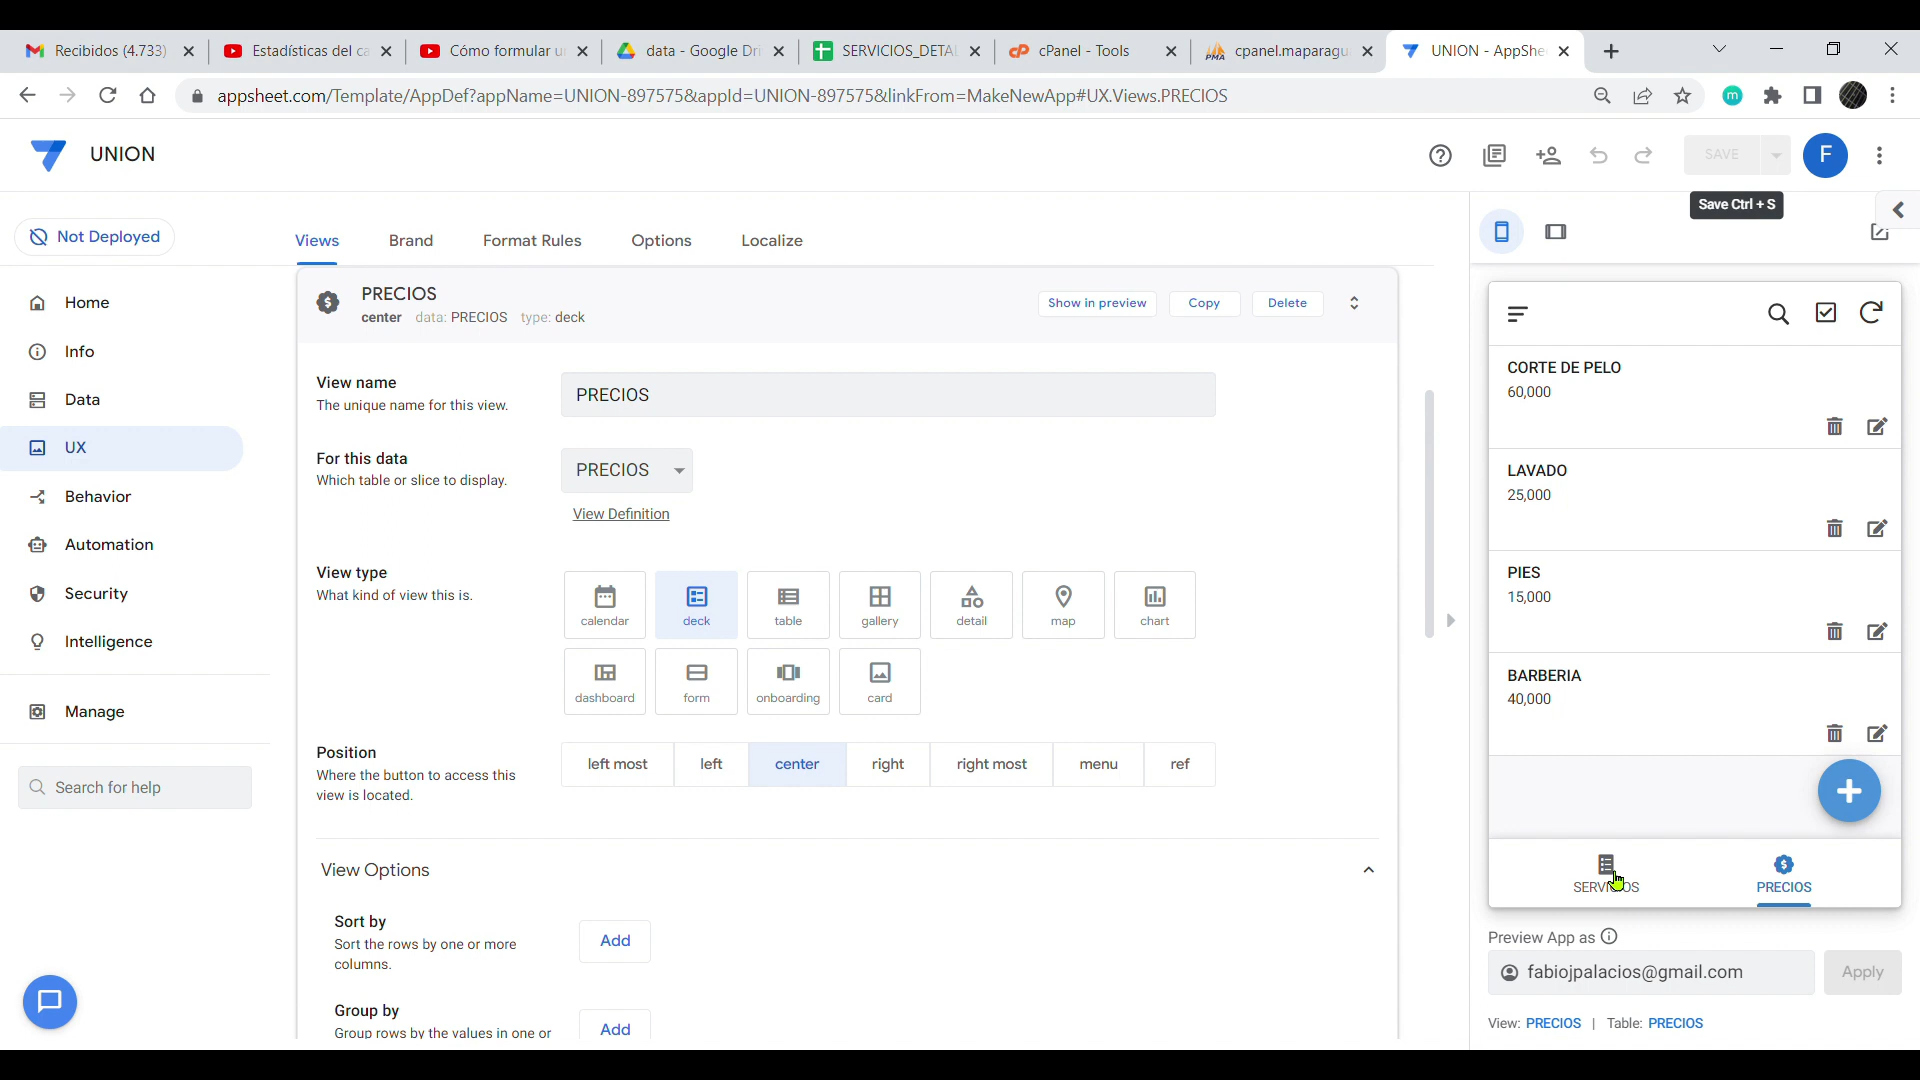 Recibidos (4.733)
Estadísticas del ca
Cómo formular u
data - Google Dri
SERVICIOS_DETAL
cPanel - Tools
cpanel.maparagu
UNION - AppShe
appsheet.com/Template/AppDef?appName=UNION-897575&appId=UNION-897575&linkFrom=MakeNewApp#UX.Views.PRECIOS
UNION
SAVE
F
Save Ctrl + S
Not Deployed
Views
Brand
Format Rules
Options
Localize
Home
Info
Data
UX
Behavior
Automation
Security
Intelligence
Manage
Search for help
PRECIOS
center data: PRECIOS type: deck
Show in preview
Copy
Delete
View name
The unique name for this view.
PRECIOS
For this data
Which table or slice to display.
PRECIOS
View Definition
View type
What kind of view this is.
calendar
deck
table
gallery
detail
map
chart
dashboard
form
onboarding
card
Position
Where the button to access this
view is located.
left most
left
center
right
right most
menu
ref
View Options
Sort by
Sort the rows by one or more
columns.
Add
Group by
Group rows by the values in one or
Add
CORTE DE PELO
60,000
LAVADO
25,000
PIES
15,000
BARBERIA
40,000
SERVICIOS
PRECIOS
Preview App as
fabiojpalacios@gmail.com
Apply
View: PRECIOS | Table: PRECIOS